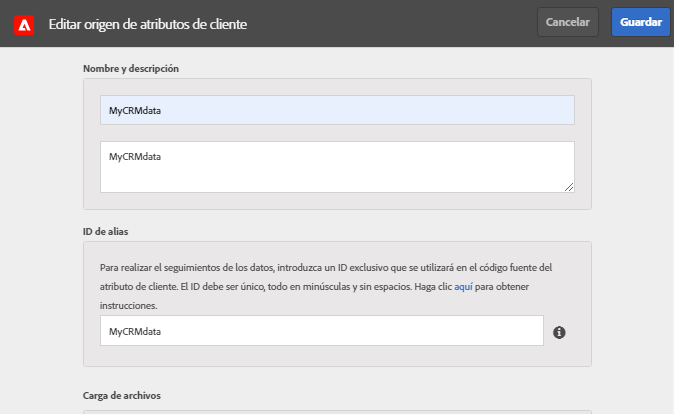 Editar origen de atributos de cliente
Cancelar
Guardar
Nombre y descripción
MyCRMdata
MyCRMdata
ID de alias
Para realizar el seguimientos de los datos, introduzca un ID exclusivo que se utilizará en el código fuente del
atributo de cliente. El ID debe ser único, todo en minúsculas y sin espacios. Haga clic aquí para obtener
instrucciones.
MyCRMdata
Carga de archivos